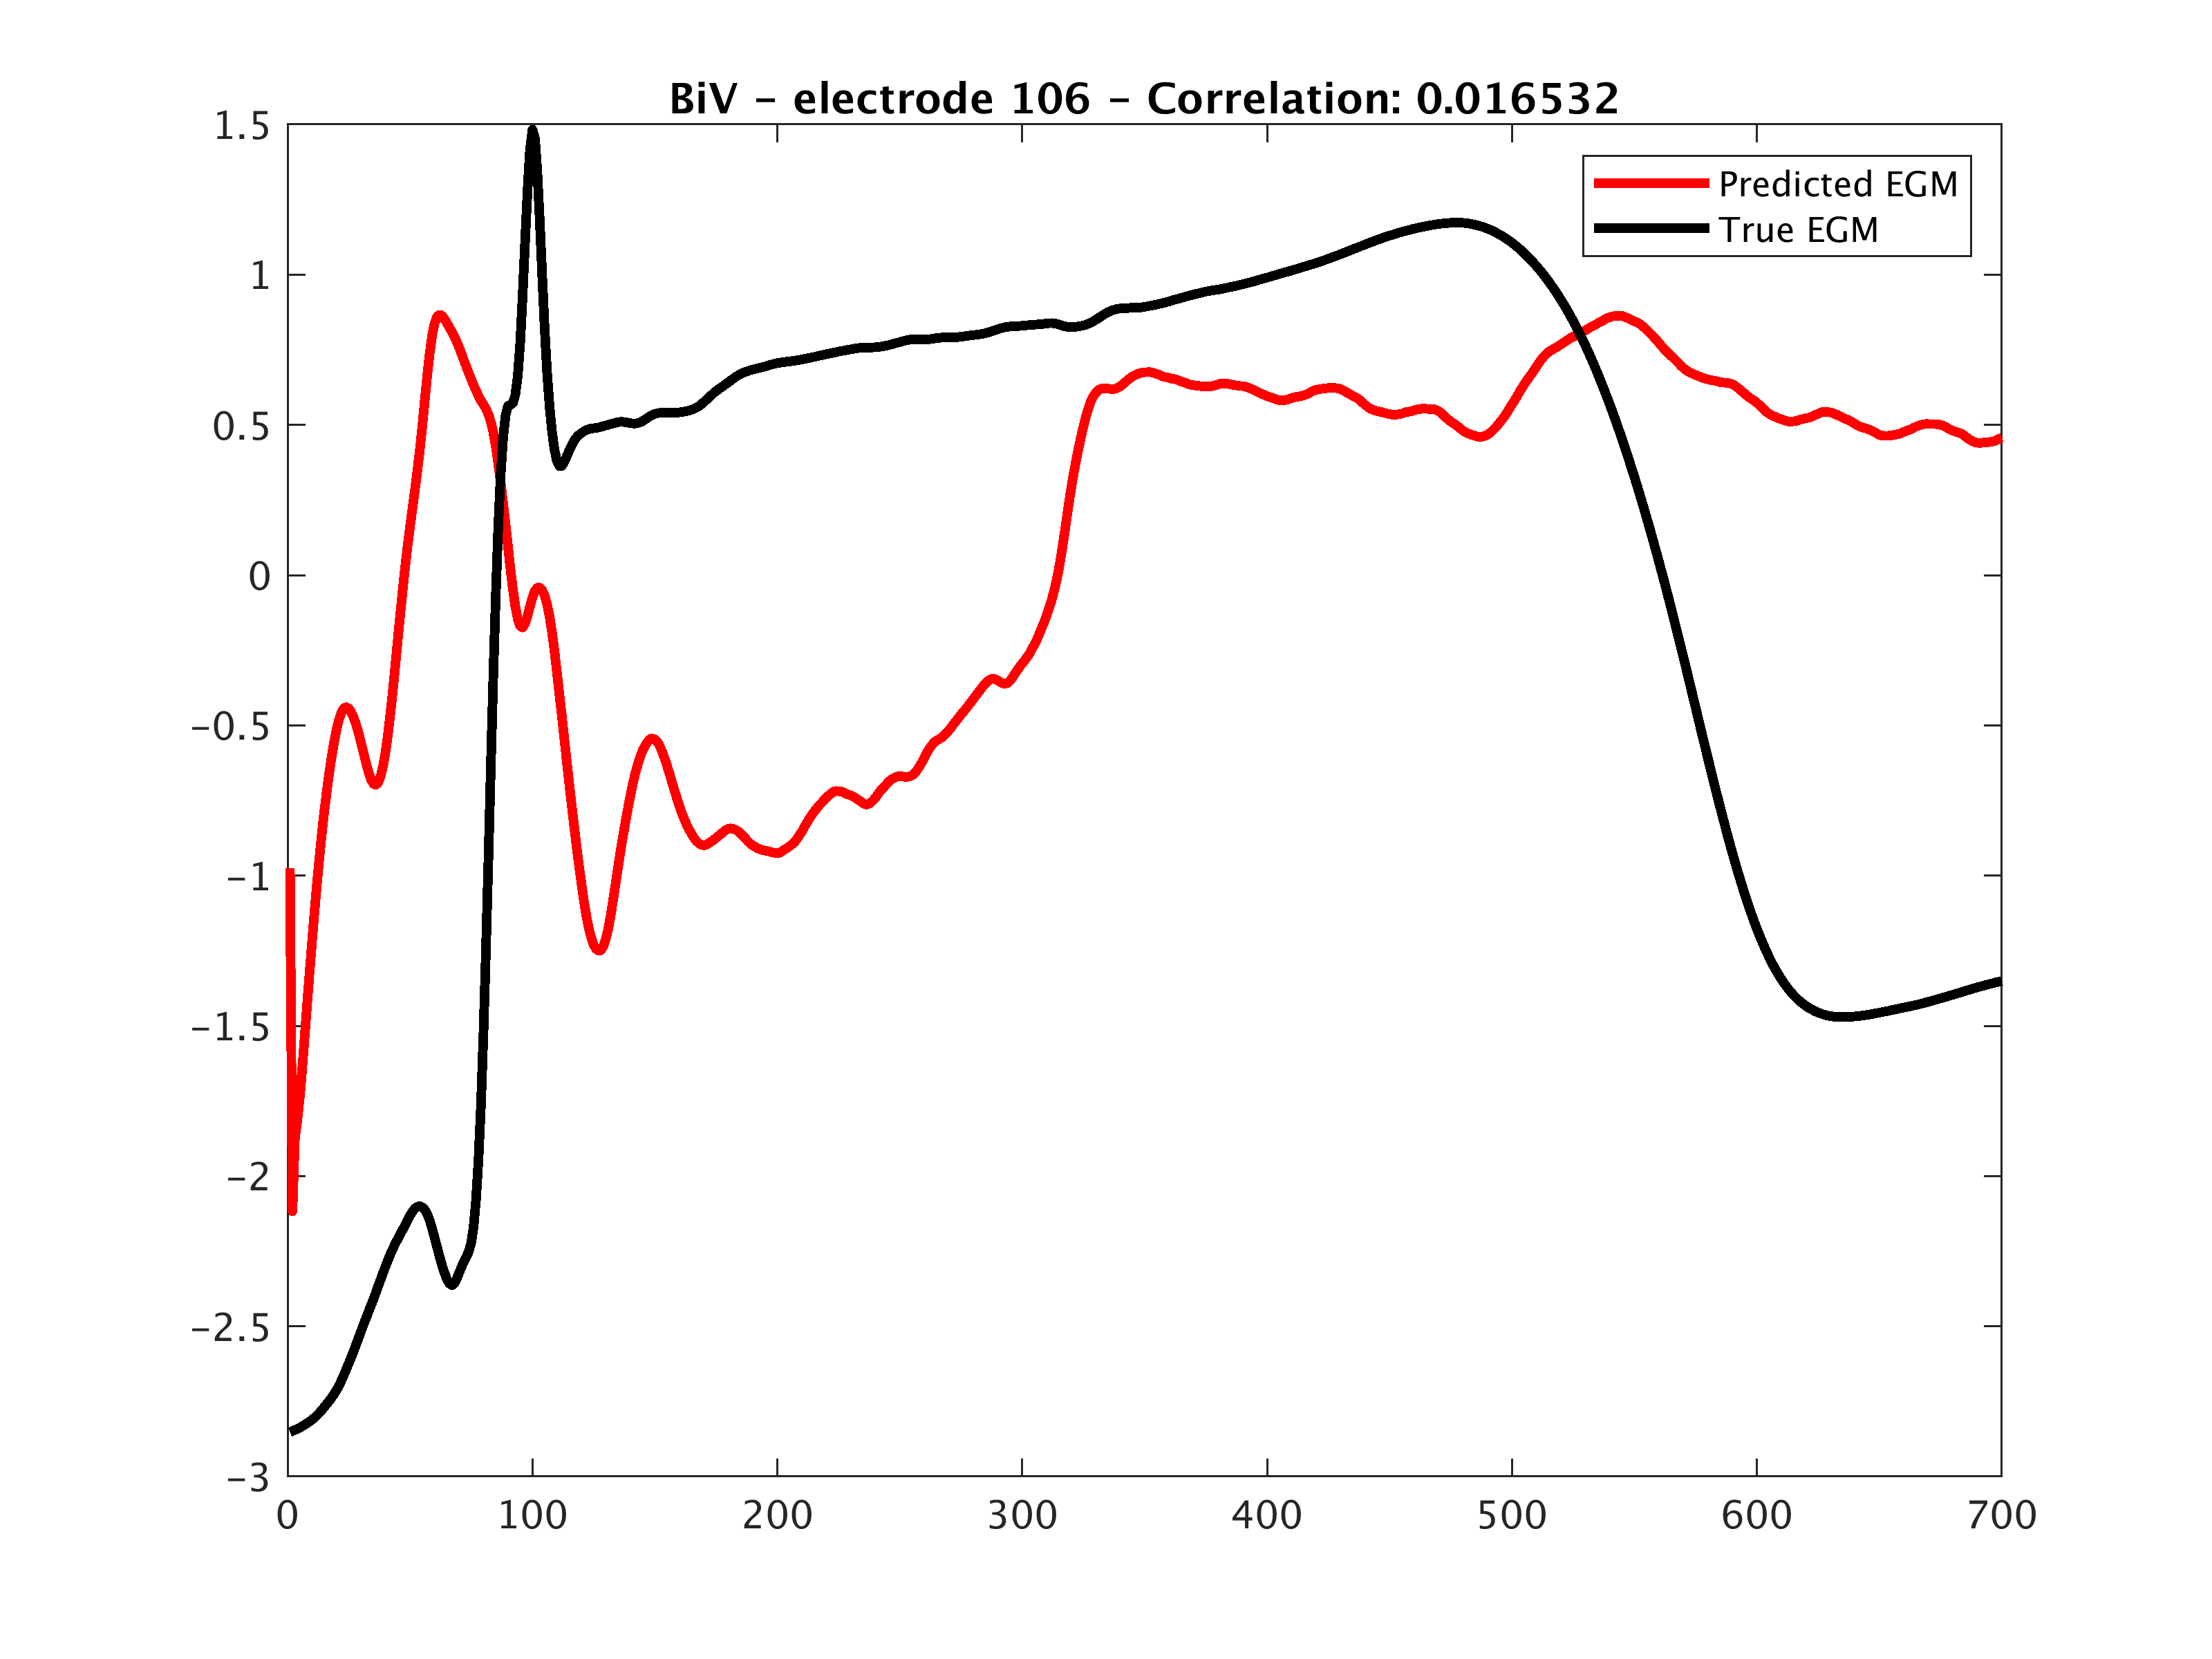 BiV – electrode 106 – Correlation: 0.016532
1.5
1
0.5
0
−0.5
−1
−1.5
−2
−2.5
−3
0 100 200 300 400 500 600 700
Predicted EGM
True EGM